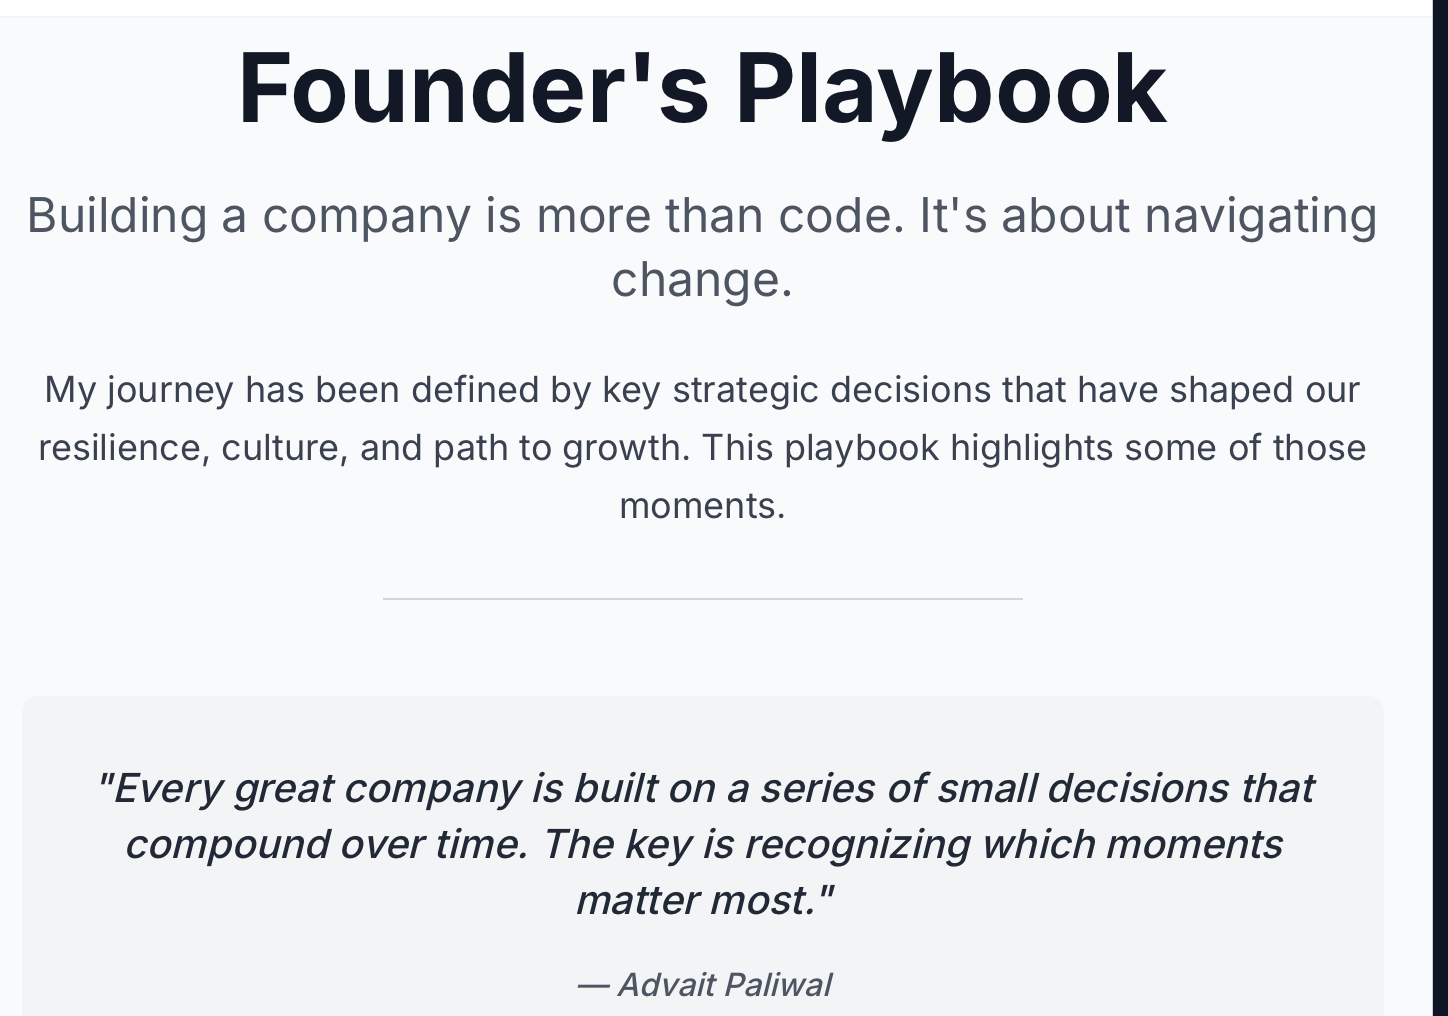 Founder's Playbook
Building a company is more than code. It's about navigating
change.
My journey has been defined by key strategic decisions that have shaped our
resilience, culture, and path to growth. This playbook highlights some of those
moments.
"Every great company is built on a series of small decisions that
compound over time. The key is recognizing which moments
matter most."
— Advait Paliwal